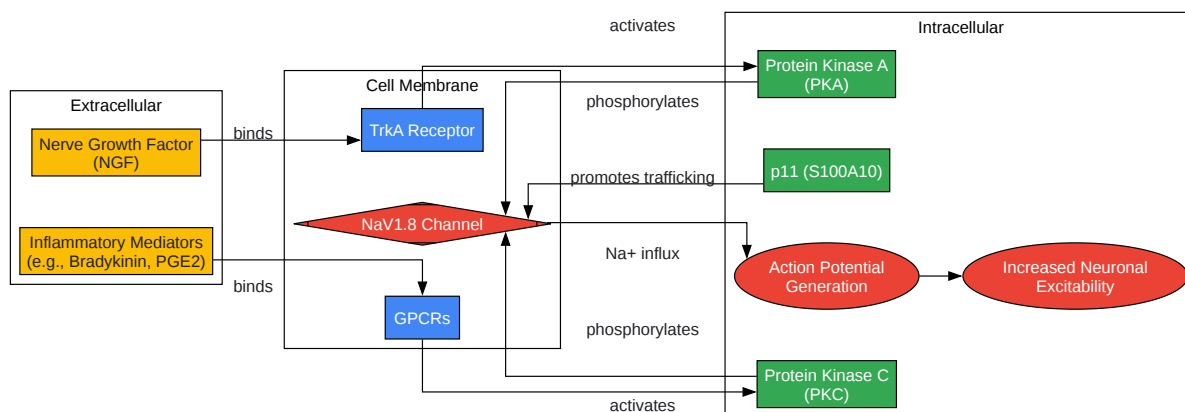 activates
Intracellular
Protein Kinase A
(PKA)
Cell Membrane
Extracellular
phosphorylates
binds
TrkA Receptor
Nerve Growth Factor
(NGF)
promotes trafficking
p11 (S100A10)
NaV1.8 Channel
Inflammatory Mediators
(e.g., Bradykinin, PGE2)
Na+ influx
Action Potential
Generation
Increased Neuronal
Excitability
binds
GPCRs
phosphorylates
Protein Kinase C
(PKC)
activates